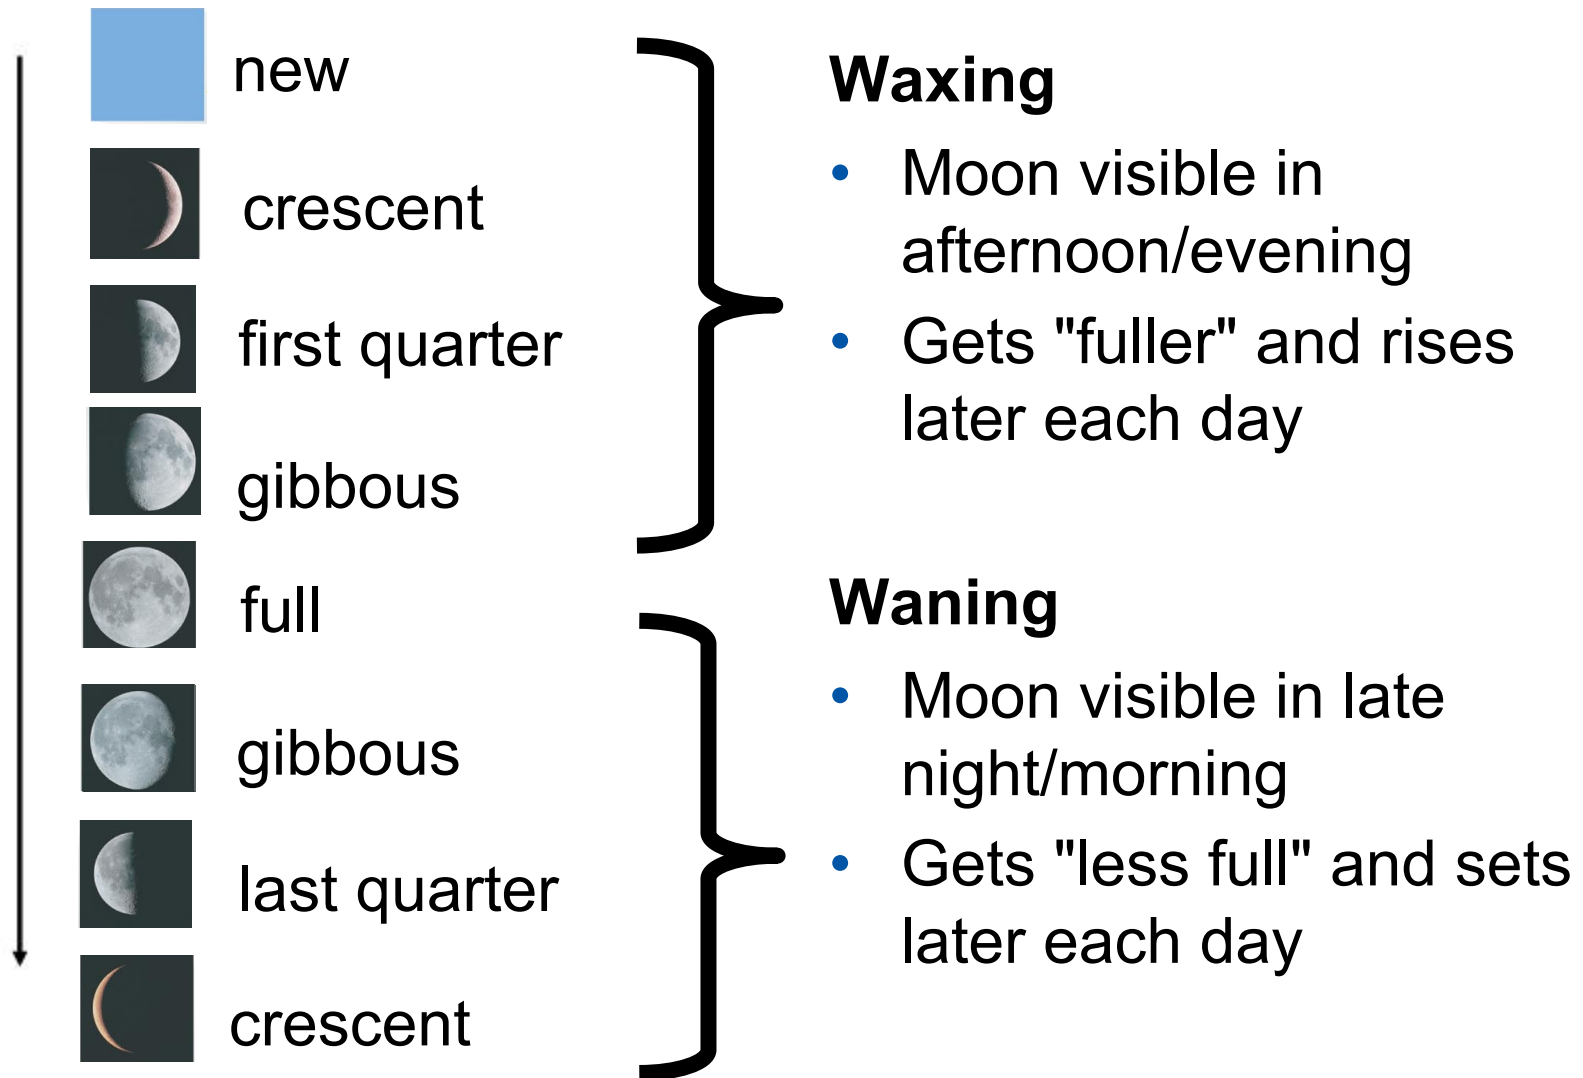 new
crescent
first quarter
gibbous
full
gibbous
last quarter
crescent
Waxing
• Moon visible in
afternoon/evening
• Gets "fuller" and rises
later each day
Waning
• Moon visible in late
night/morning
• Gets "less full" and sets
later each day